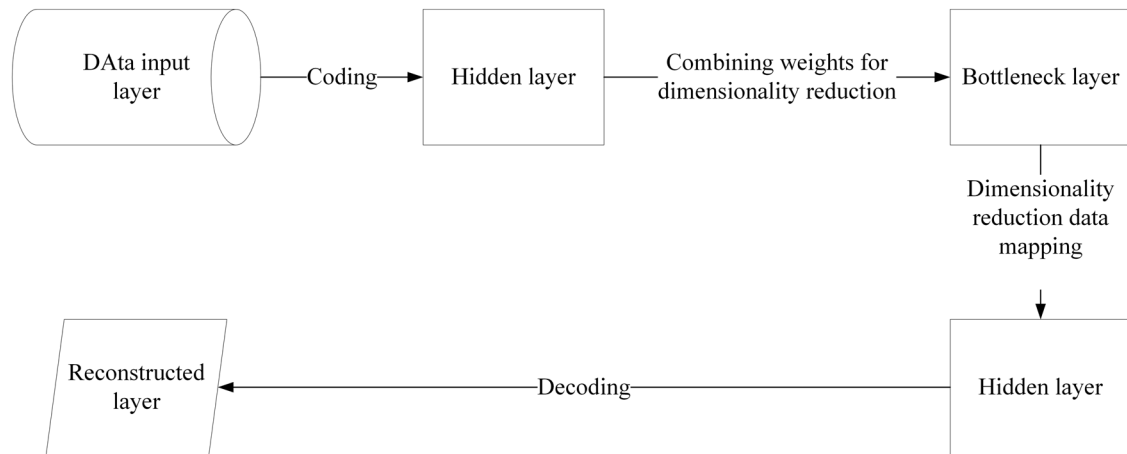 DAta input
layer
Coding
Hidden layer
Combining weights for
dimensionality reduction
Bottleneck layer
Dimensionality
reduction data
mapping
Hidden layer
Decoding
Reconstructed
layer